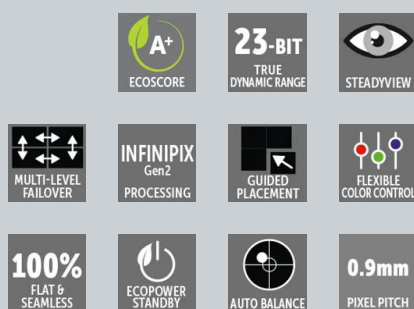 A+
ECOSCORE
23-BIT
TRUE
DYNAMIC RANGE
STEADYVIEW
MULTI-LEVEL
FAILOVER
INFINIPIX
Gen2
PROCESSING
GUIDED
PLACEMENT
FLEXIBLE
COLOR CONTROL
100%
FLAT &
SEAMLESS
ECOPOWER
STANDBY
AUTO BALANCE
0.9mm
PIXEL PITCH